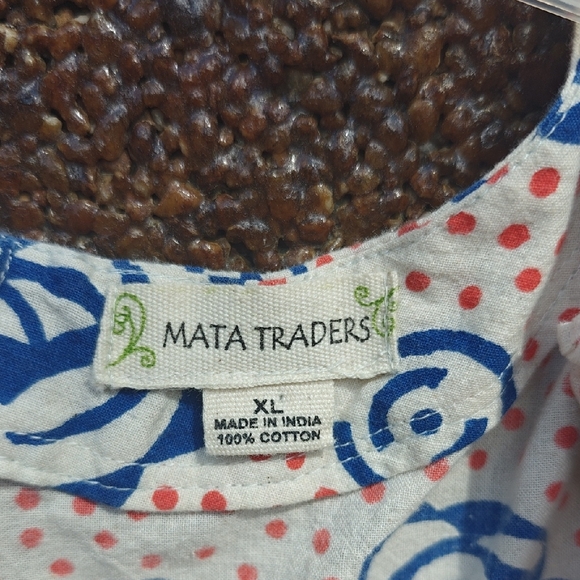 MATA TRADERS
XL
MADE IN INDIA
100% COTTON